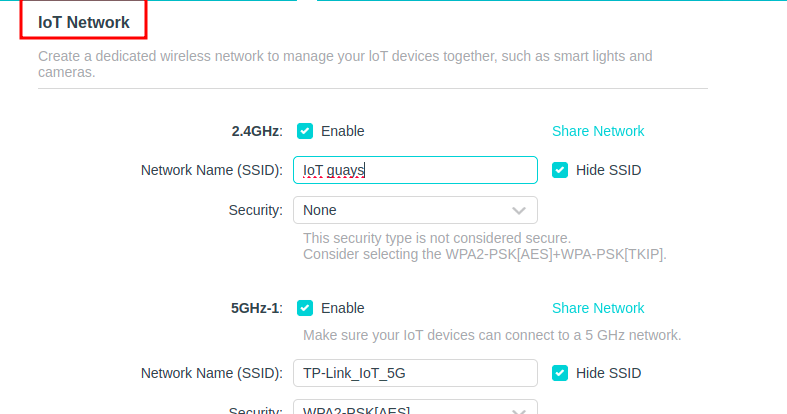 IoT Network
Create a dedicated wireless network to manage your IoT devices together, such as smart lights and
cameras.
2.4GHz: Enable Share Network
Network Name (SSID): IoT guays Hide SSID
Security: None
This security type is not considered secure.
Consider selecting the WPA2-PSK[AES]+WPA-PSK[TKIP].
5GHz-1: Enable Share Network
Make sure your IoT devices can connect to a 5 GHz network.
Network Name (SSID): TP-Link_IoT_5G Hide SSID
Security: WPA2-PSK[AES]